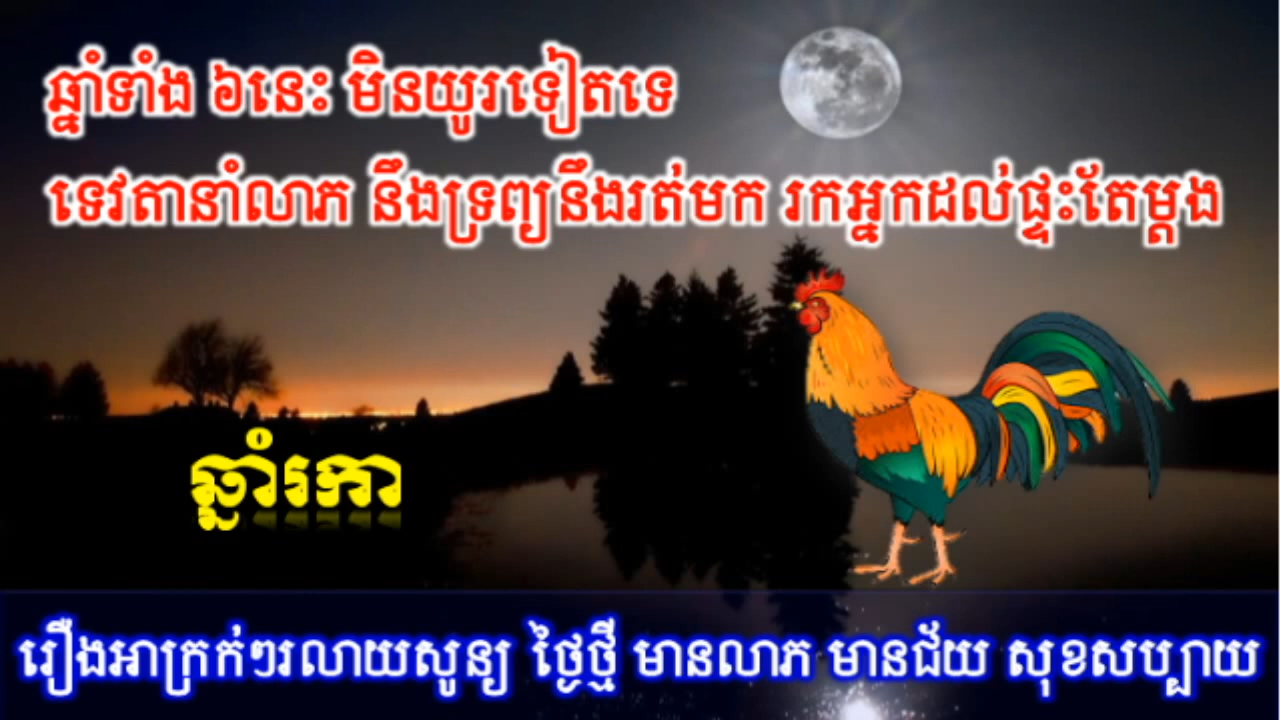 ឆ្នាំទាំង ៦នេះ មិនយូរទៀតទេ
ទេវតានាំលាភ នឹងទ្រព្យនឹងរត់មក រកអ្នកដល់ផ្ទះតែម្ដង
ឆ្នាំរកា
រឿងអាក្រក់ៗរលាយសូន្យ ថ្ងៃថ្មី មានលាភ មានជ័យ សុខសប្បាយ